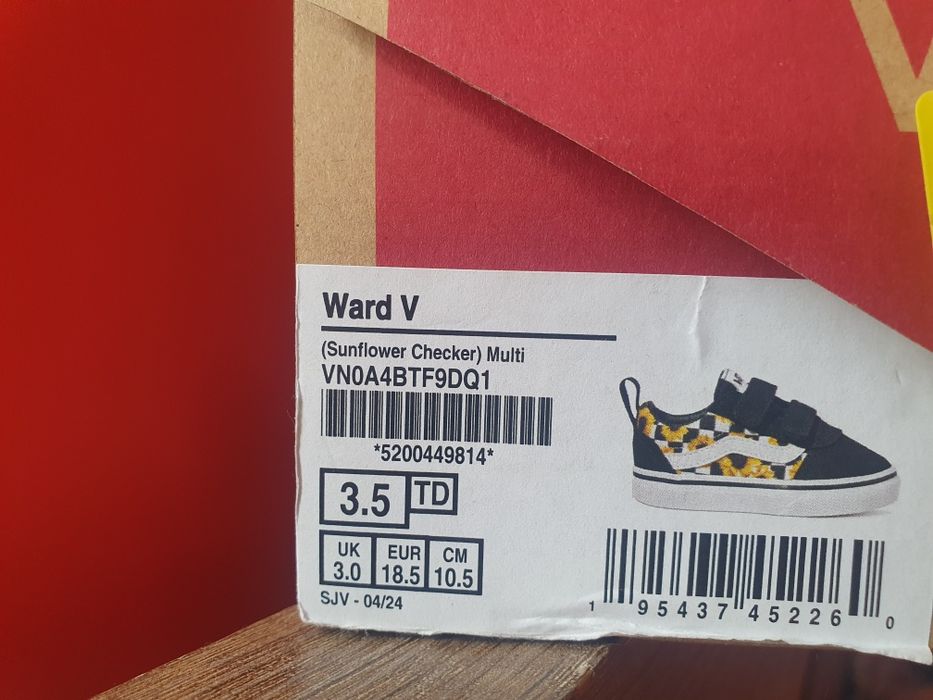 Ward V
(Sunflower Checker) Multi
VN0A4BTF9DQ1
*5200449814*
3.5 TD
UK EUR CM
3.0 18.5 10.5
SJV - 04/24
1 95437 45226 0